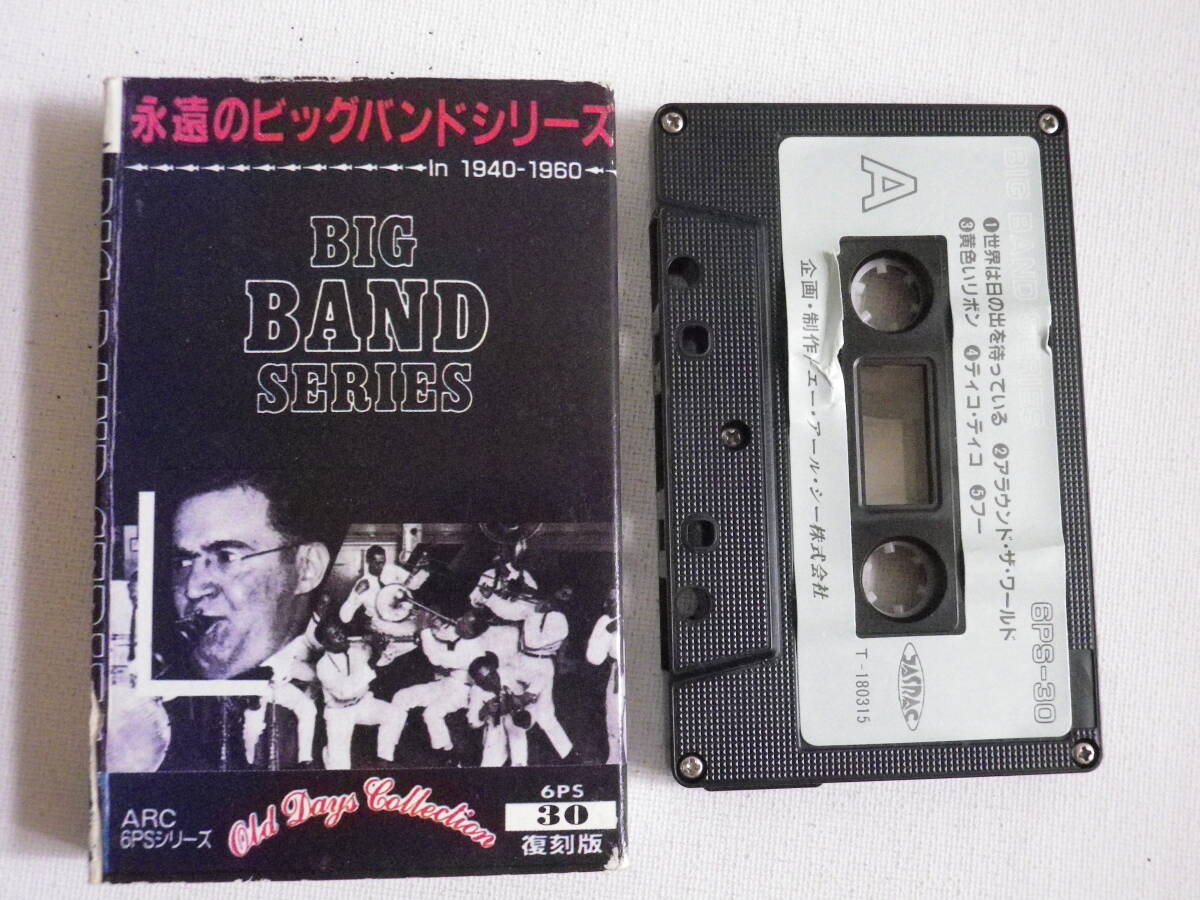 永遠のビッグバンドシリーズ
In 1940-1960
BIG
BAND
SERIES
ARC
6PSシリーズ
Old Days Collection
6PS
30
復刻版
BIG BAND SERIES
A
❶世界は日の出を待っている ❷アラウンド・ザ・ワールド
❸黄色いリボン ❹ティコ・ティコ ❺フー
企画・制作/エー・アール・シー株式会社
6PS-30
JASRAC
T-180315